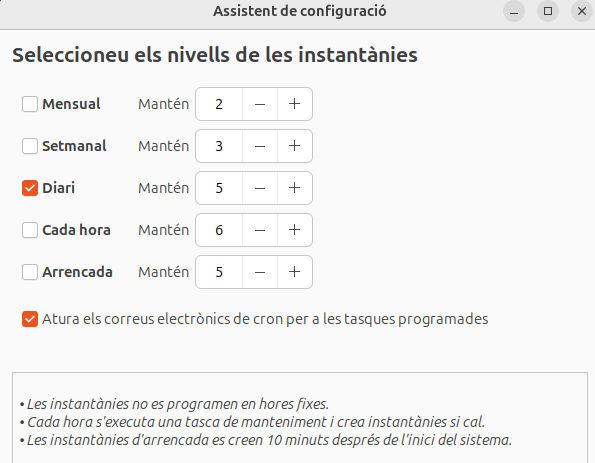 Assistent de configuració
Seleccioneu els nivells de les instantànies
Mensual Mantén 2
Setmanal Mantén 3
Diari Mantén 5
Cada hora Mantén 6
Arrencada Mantén 5
Atura els correus electrònics de cron per a les tasques programades
• Les instantànies no es programen en hores fixes.
• Cada hora s'executa una tasca de manteniment i crea instantànies si cal.
• Les instantànies d'arrencada es creen 10 minuts després de l'inici del sistema.